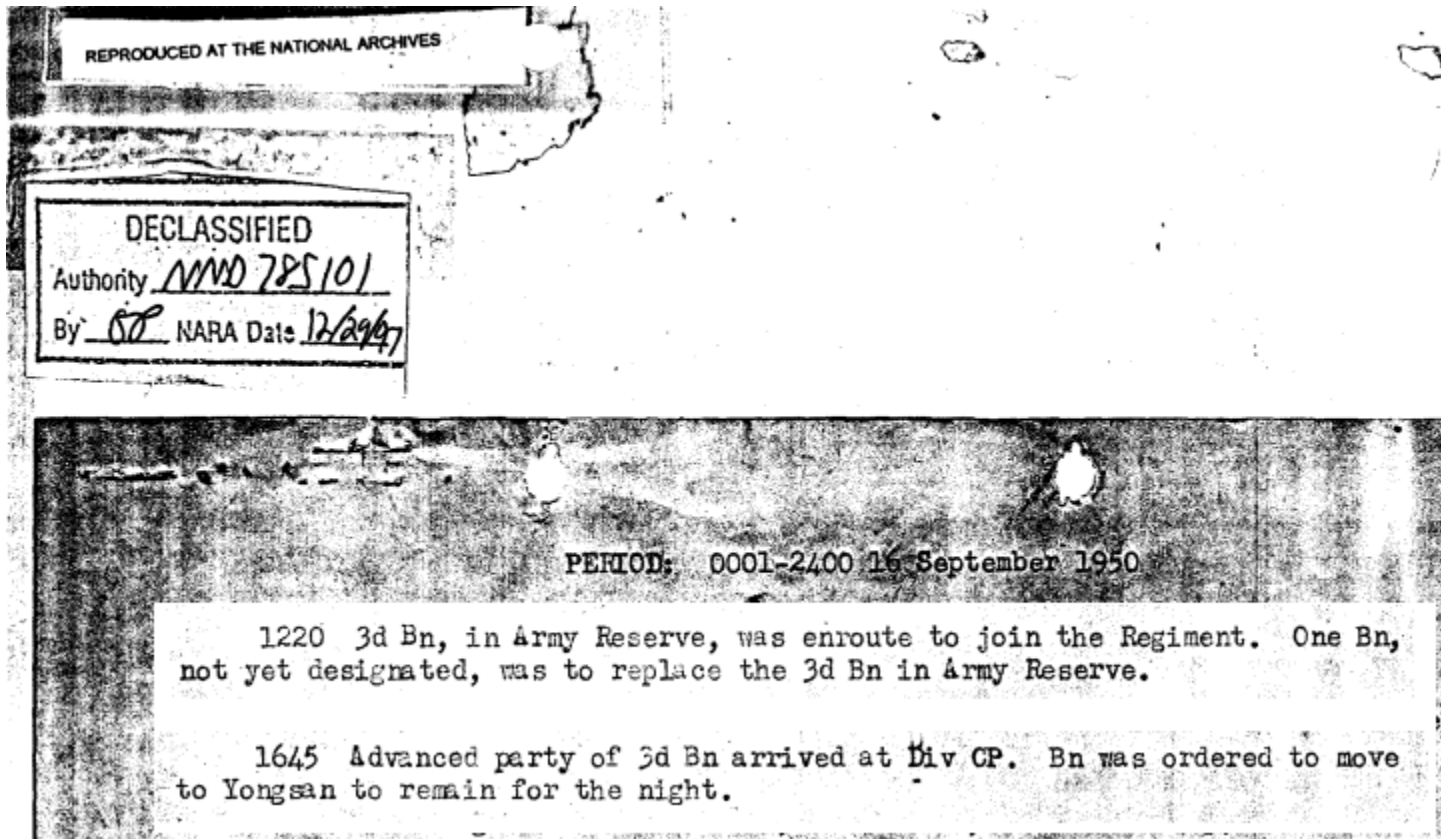 REPRODUCED AT THE NATIONAL ARCHIVES
DECLASSIFIED
Authority NND 785101
By NARA Date 12/29/97
PERIOD: 0001-2400 16 September 1950
1220 3d Bn, in Army Reserve, was enroute to join the Regiment. One Bn,
not yet designated, was to replace the 3d Bn in Army Reserve.
1645 Advanced party of 3d Bn arrived at Div CP. Bn was ordered to move
to Yongsan to remain for the night.